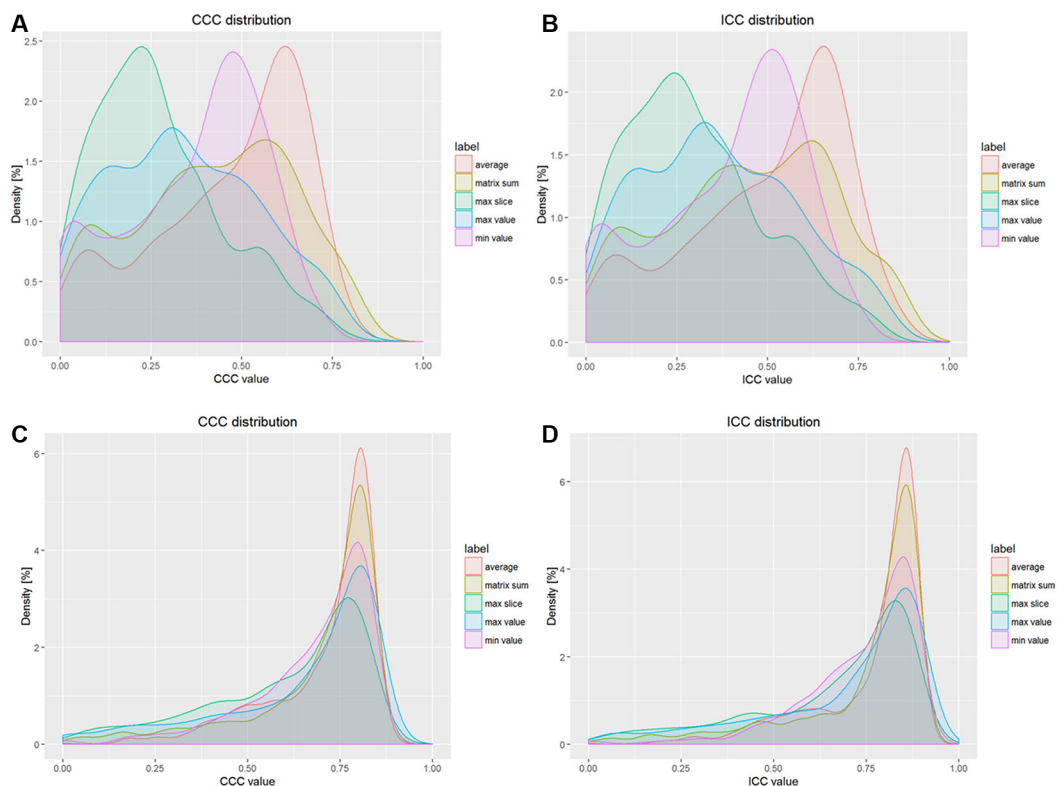 A
CCC distribution
2.5
2.0
1.5
1.0
0.5
0.0
Density [%]
0.00
0.25
0.50
0.75
1.00
CCC value
label
average
matrix sum
max slice
max value
min value
B
ICC distribution
2.0
1.5
1.0
0.5
0.0
Density [%]
0.00
0.25
0.50
0.75
1.00
ICC value
label
average
matrix sum
max slice
max value
min value
C
CCC distribution
6
4
2
0
Density [%]
0.00
0.25
0.50
0.75
1.00
CCC value
label
average
matrix sum
max slice
max value
min value
D
ICC distribution
6
4
2
0
Density [%]
0.00
0.25
0.50
0.75
1.00
ICC value
label
average
matrix sum
max slice
max value
min value